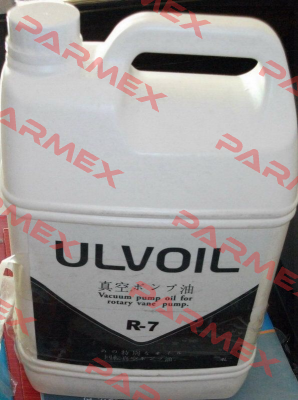 PARMEX
PARMEX
PARMEX
ULVOIL
真空ポンプ油
Vacuum pump oil for
rotary vane pump.
R-7
PARMEX
PARMEX